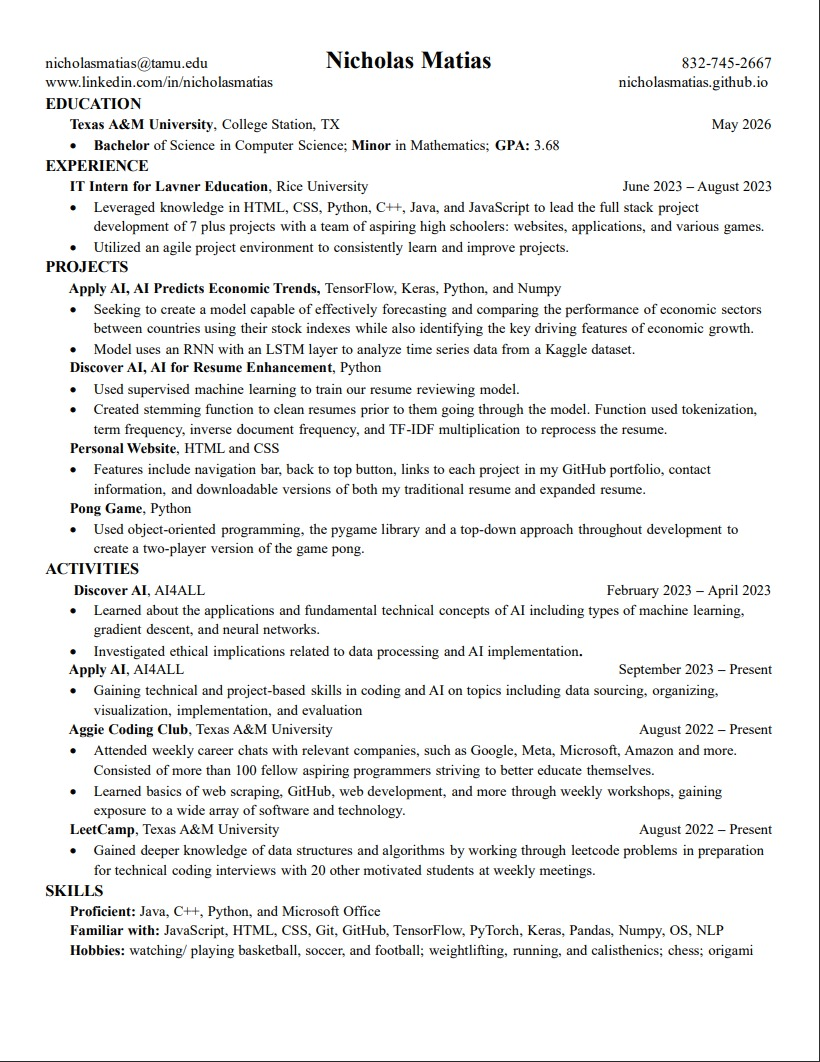 Nicholas Matias
nicholasmatias@tamu.edu 832-745-2667
www.linkedin.com/in/nicholasmatias nicholasmatias.github.io
EDUCATION
Texas A&M University, College Station, TX May 2026
• Bachelor of Science in Computer Science; Minor in Mathematics; GPA: 3.68
EXPERIENCE
IT Intern for Lavner Education, Rice University June 2023 – August 2023
• Leveraged knowledge in HTML, CSS, Python, C++, Java, and JavaScript to lead the full stack project
development of 7 plus projects with a team of aspiring high schoolers: websites, applications, and various games.
• Utilized an agile project environment to consistently learn and improve projects.
PROJECTS
Apply AI, AI Predicts Economic Trends, TensorFlow, Keras, Python, and Numpy
• Seeking to create a model capable of effectively forecasting and comparing the performance of economic sectors
between countries using their stock indexes while also identifying the key driving features of economic growth.
• Model uses an RNN with an LSTM layer to analyze time series data from a Kaggle dataset.
Discover AI, AI for Resume Enhancement, Python
• Used supervised machine learning to train our resume reviewing model.
• Created stemming function to clean resumes prior to them going through the model. Function used tokenization,
term frequency, inverse document frequency, and TF-IDF multiplication to reprocess the resume.
Personal Website, HTML and CSS
• Features include navigation bar, back to top button, links to each project in my GitHub portfolio, contact
information, and downloadable versions of both my traditional resume and expanded resume.
Pong Game, Python
• Used object-oriented programming, the pygame library and a top-down approach throughout development to
create a two-player version of the game pong.
ACTIVITIES
Discover AI, AI4ALL February 2023 – April 2023
• Learned about the applications and fundamental technical concepts of AI including types of machine learning,
gradient descent, and neural networks.
• Investigated ethical implications related to data processing and AI implementation.
Apply AI, AI4ALL September 2023 – Present
• Gaining technical and project-based skills in coding and AI on topics including data sourcing, organizing,
visualization, implementation, and evaluation
Aggie Coding Club, Texas A&M University August 2022 – Present
• Attended weekly career chats with relevant companies, such as Google, Meta, Microsoft, Amazon and more.
Consisted of more than 100 fellow aspiring programmers striving to better educate themselves.
• Learned basics of web scraping, GitHub, web development, and more through weekly workshops, gaining
exposure to a wide array of software and technology.
LeetCamp, Texas A&M University August 2022 – Present
• Gained deeper knowledge of data structures and algorithms by working through leetcode problems in preparation
for technical coding interviews with 20 other motivated students at weekly meetings.
SKILLS
Proficient: Java, C++, Python, and Microsoft Office
Familiar with: JavaScript, HTML, CSS, Git, GitHub, TensorFlow, PyTorch, Keras, Pandas, Numpy, OS, NLP
Hobbies: watching/ playing basketball, soccer, and football; weightlifting, running, and calisthenics; chess; origami